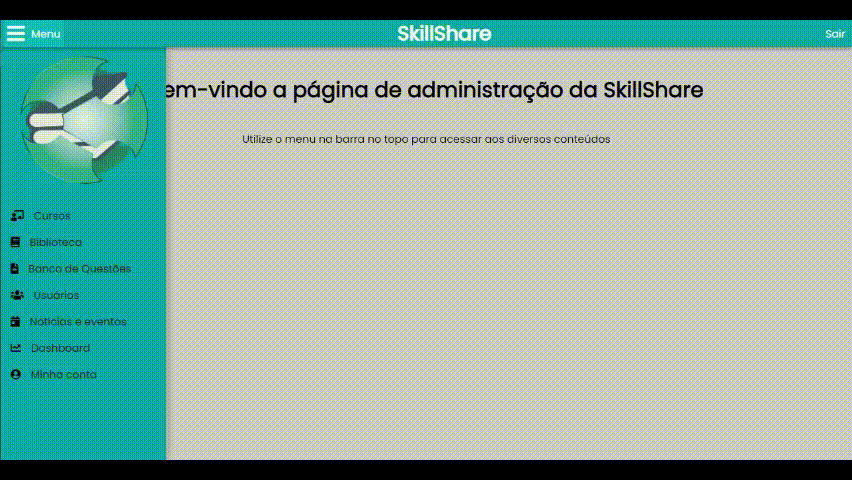 Menu
SkillShare
Sair
em-vindo a página de administração da SkillShare
Utilize o menu na barra no topo para acessar aos diversos conteúdos
Cursos
Biblioteca
Banco de Questões
Usuários
Notícias e eventos
Dashboard
Minha conta